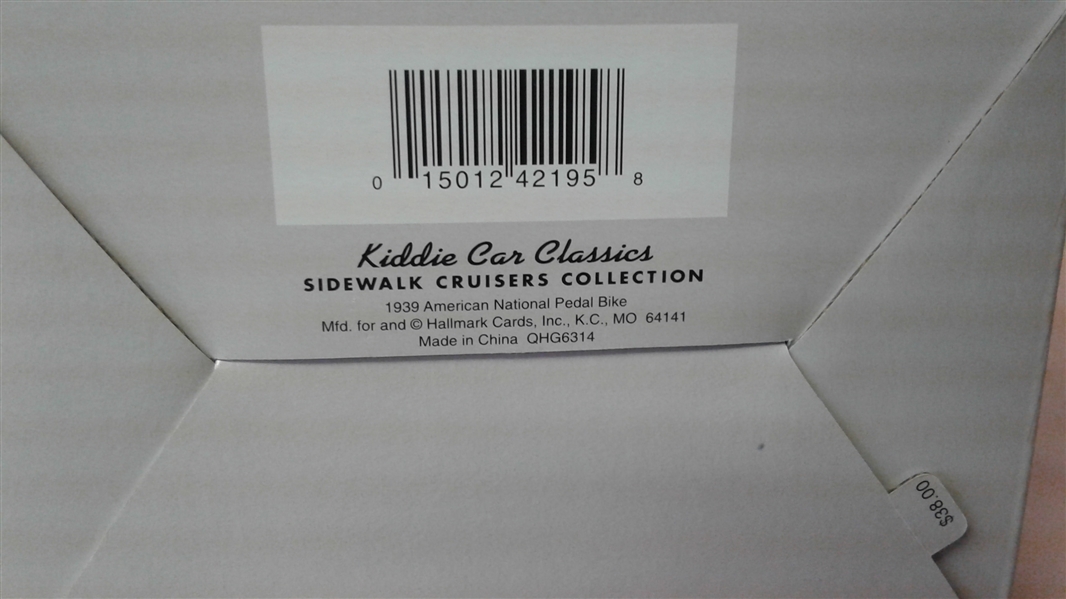 0 15012 42195 8
Kiddie Car Classics
SIDEWALK CRUISERS COLLECTION
1939 American National Pedal Bike
Mfd. for and © Hallmark Cards, Inc., K.C., MO 64141
Made in China QHG6314
$38.00